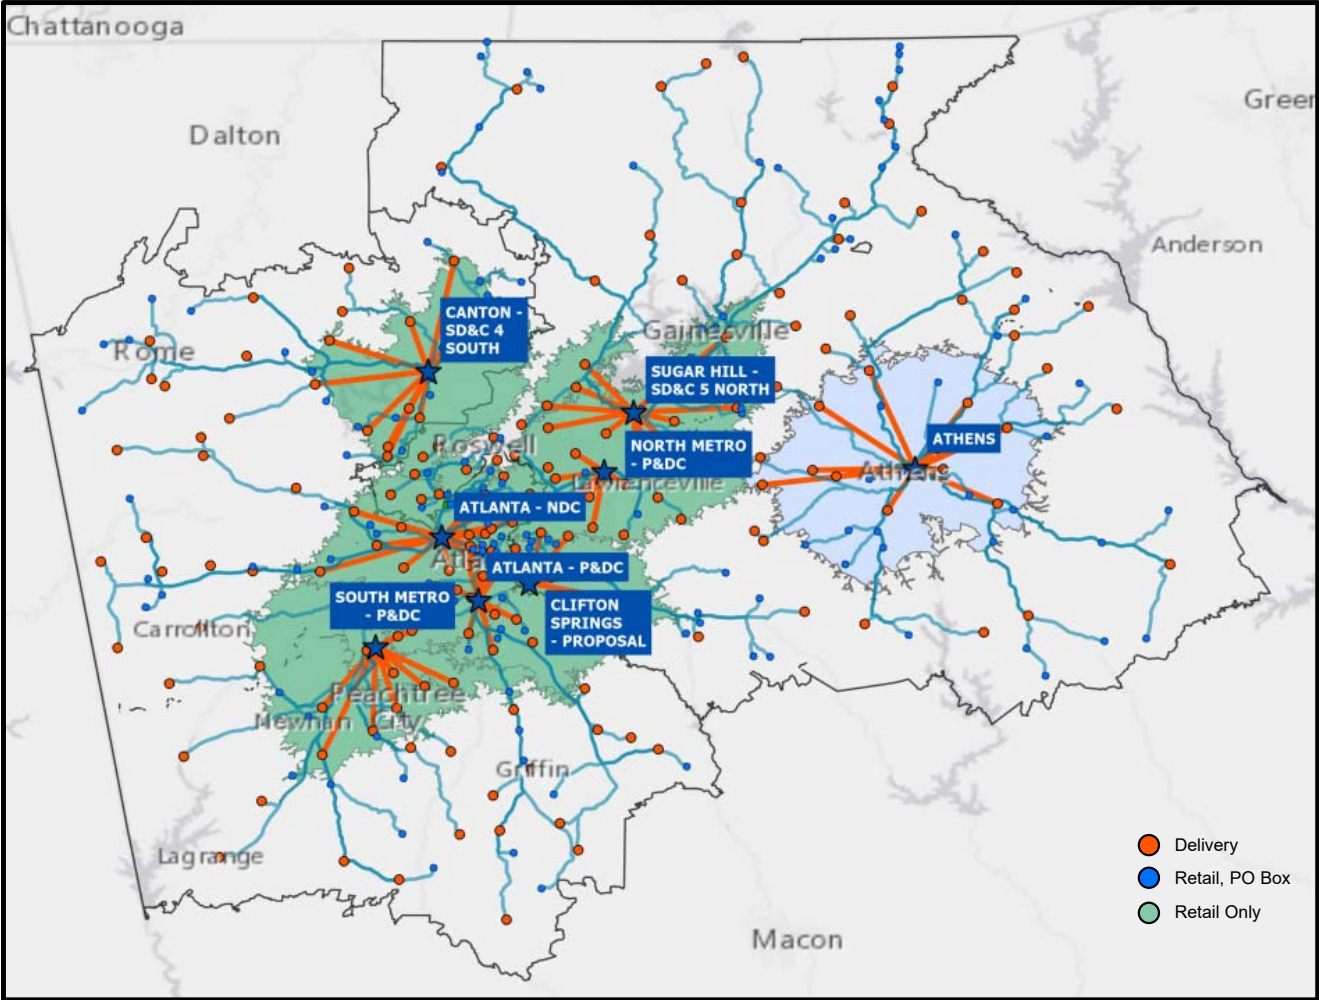 Chattanooga
Green
Dalton
Anderson
CANTON -
SD&C 4
SOUTH
Gainesville
Rome
SUGAR HILL -
SD&C 5 NORTH
Roswell
NORTH METRO
- P&DC
ATHENS
Athens
Lawrenceville
ATLANTA - NDC
Atla
ATLANTA - P&DC
SOUTH METRO
- P&DC
CLIFTON
SPRINGS
- PROPOSAL
Carrollton
Peachtree
City
Newnan
Griffin
Lagrange
Macon
Delivery
Retail, PO Box
Retail Only